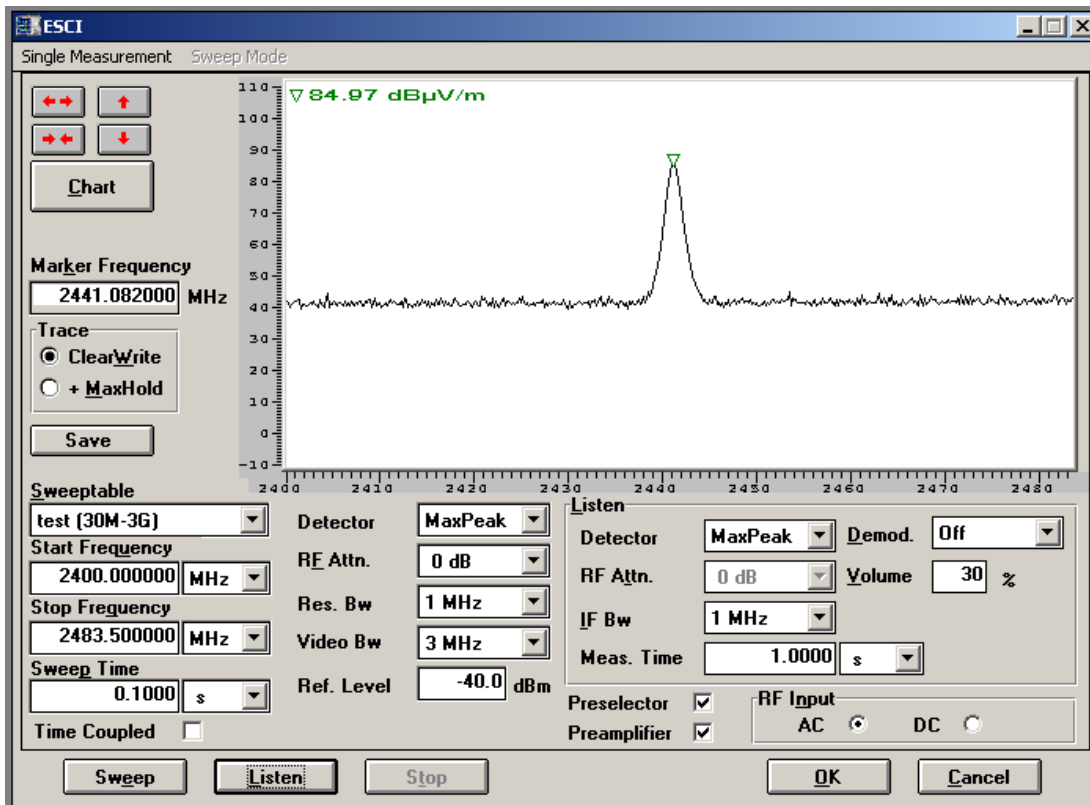 ESCI
Single Measurement Sweep Mode
110
▽84.97 dBµV/m
100
90
80
Chart
70
60
Marker Frequency
50
2441.082000 MHz
40
Trace
30
ClearWrite
20
+ MaxHold
10
Save
0
-10
2400 2410 2420 2430 2440 2450 2460 2470 2480
Sweeptable
test (30M-3G)
Start Frequency
2400.000000 MHz
Stop Frequency
2483.500000 MHz
Sweep Time
0.1000 s
Time Coupled
Detector MaxPeak
RF Attn. 0 dB
Res. Bw 1 MHz
Video Bw 3 MHz
Ref. Level -40.0 dBm
Listen
Detector MaxPeak Demod. Off
RF Attn. 0 dB Volume 30 %
IF Bw 1 MHz
Meas. Time 1.0000 s
Preselector
Preamplifier
RF Input
AC DC
Sweep Listen Stop OK Cancel